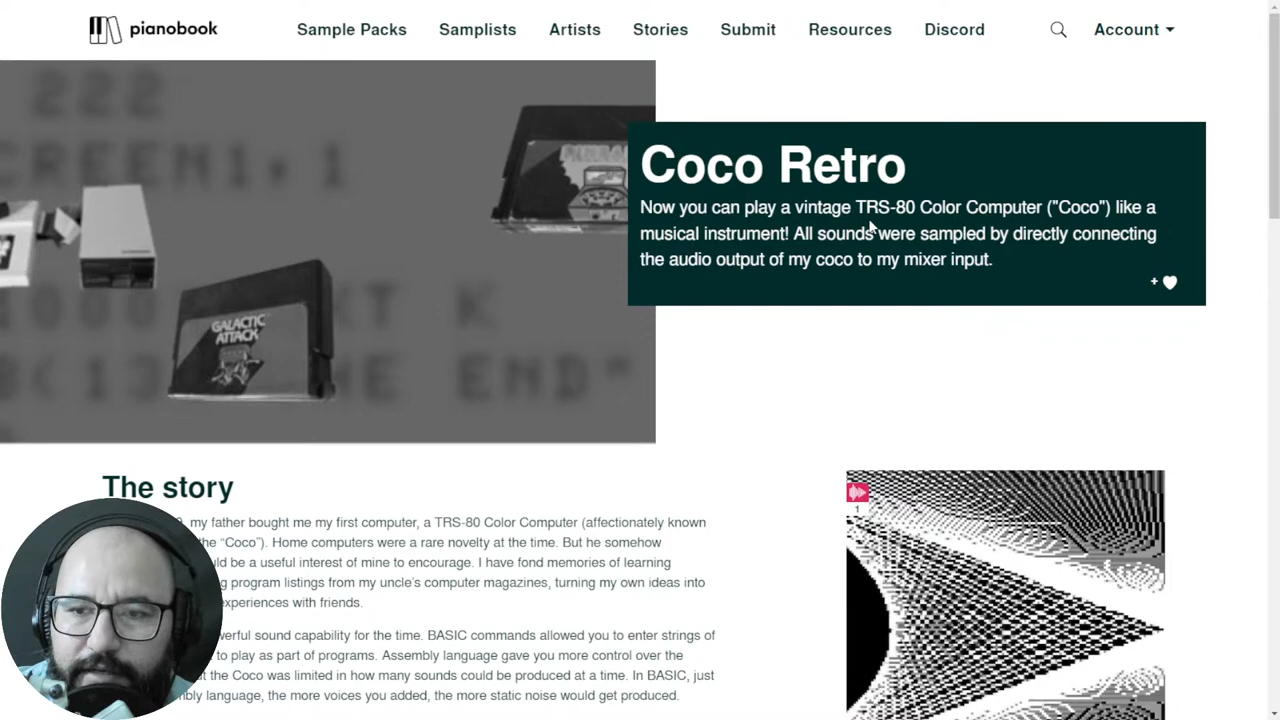 pianobook
Sample Packs
Samplists
Artists
Stories
Submit
Resources
Discord
Account
222
CREEN1,1
GALACTIC
ATTACK
Coco Retro
Now you can play a vintage TRS-80 Color Computer ("Coco") like a
musical instrument! All sounds were sampled by directly connecting
the audio output of my coco to my mixer input.
+
The story
my father bought me my first computer, a TRS-80 Color Computer (affectionately known
the “Coco”). Home computers were a rare novelty at the time. But he somehow
be a useful interest of mine to encourage. I have fond memories of learning
program listings from my uncle's computer magazines, turning my own ideas into
experiences with friends.
sound capability for the time. BASIC commands allowed you to enter strings of
to play as part of programs. Assembly language gave you more control over the
the Coco was limited in how many sounds could be produced at a time. In BASIC, just
language, the more voices you added, the more static noise would get produced.
1